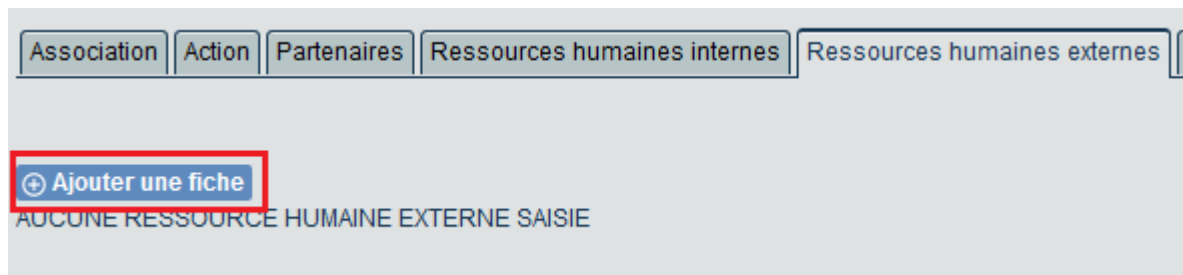 Association Action Partenaires Ressources humaines internes Ressources humaines externes
Ajouter une fiche
AUCUNE RESSOURCE HUMAINE EXTERNE SAISIE